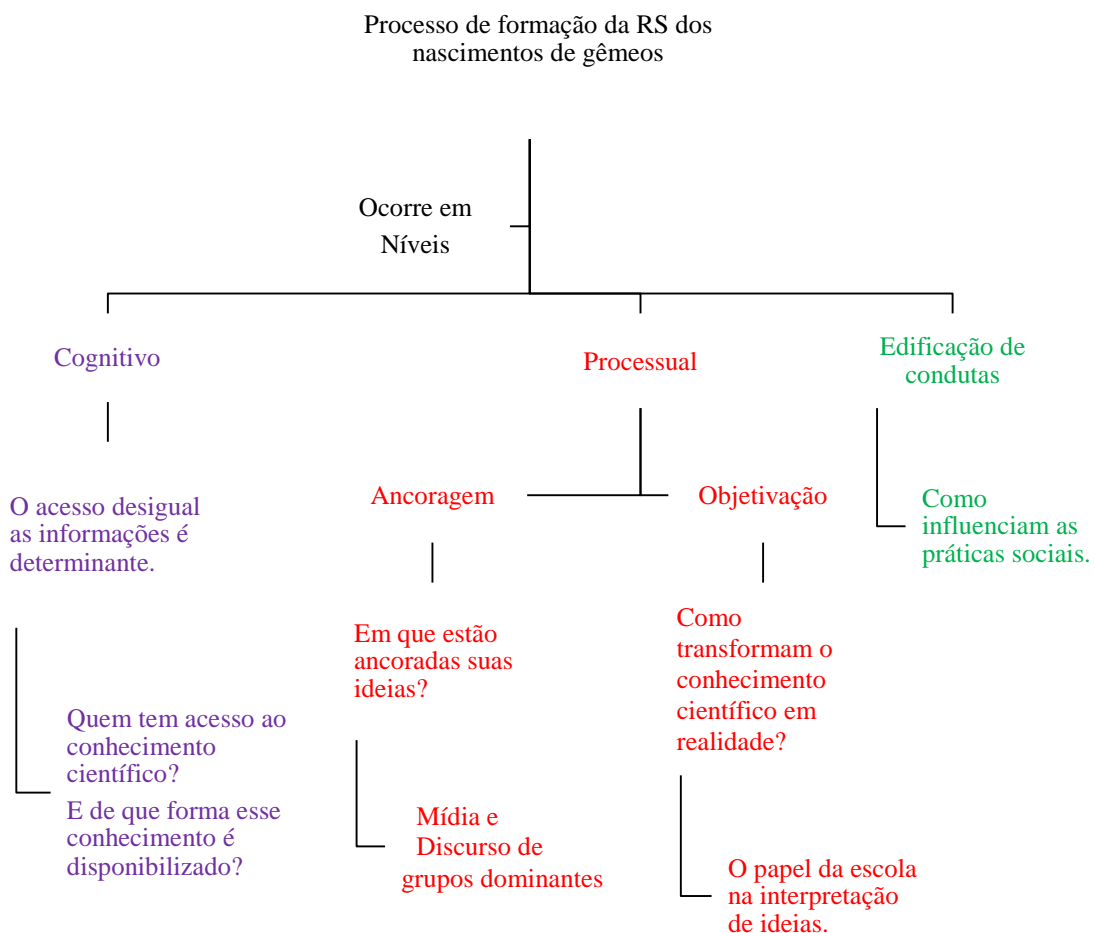 Processo de formação da RS dos
nascimentos de gêmeos
Ocorre em
Níveis
Cognitivo
Processual
Edificação de
condutas
O acesso desigual
as informações é
determinante.
Ancoragem
Objetivação
Como
influenciam as
práticas sociais.
Em que estão
ancoradas suas
ideias?
Como
transformam o
conhecimento
científico em
realidade?
Quem tem acesso ao
conhecimento
científico?
E de que forma esse
conhecimento é
disponibilizado?
Mídia e
Discurso de
grupos dominantes
O papel da escola
na interpretação
de ideias.